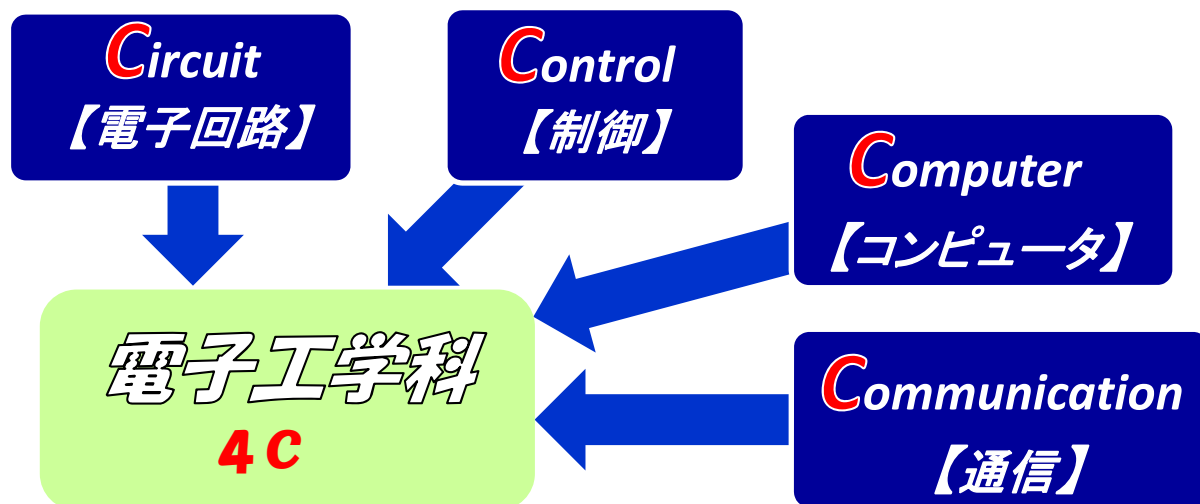 Circuit
【電子回路】
Control
【制御】
Computer
【コンピュータ】
Communication
【通信】
電子工学科
4C